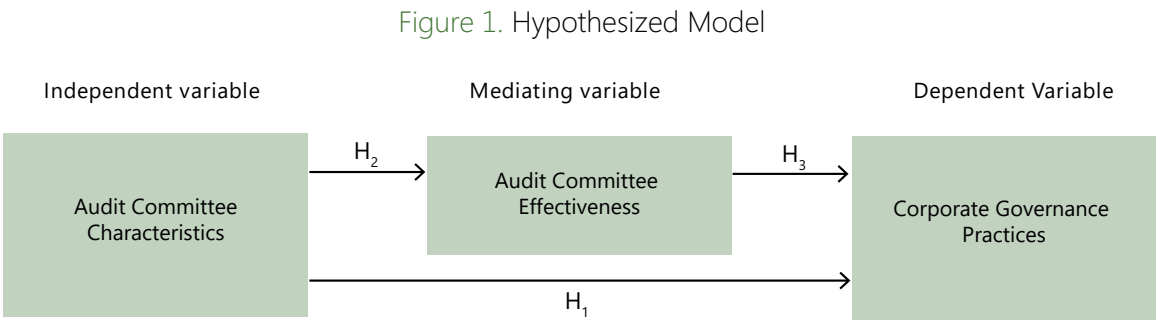 Figure 1. Hypothesized Model
Independent variable
Mediating variable
Dependent Variable
Audit Committee
Characteristics
H2
Audit Committee
Effectiveness
H3
Corporate Governance
Practices
H1